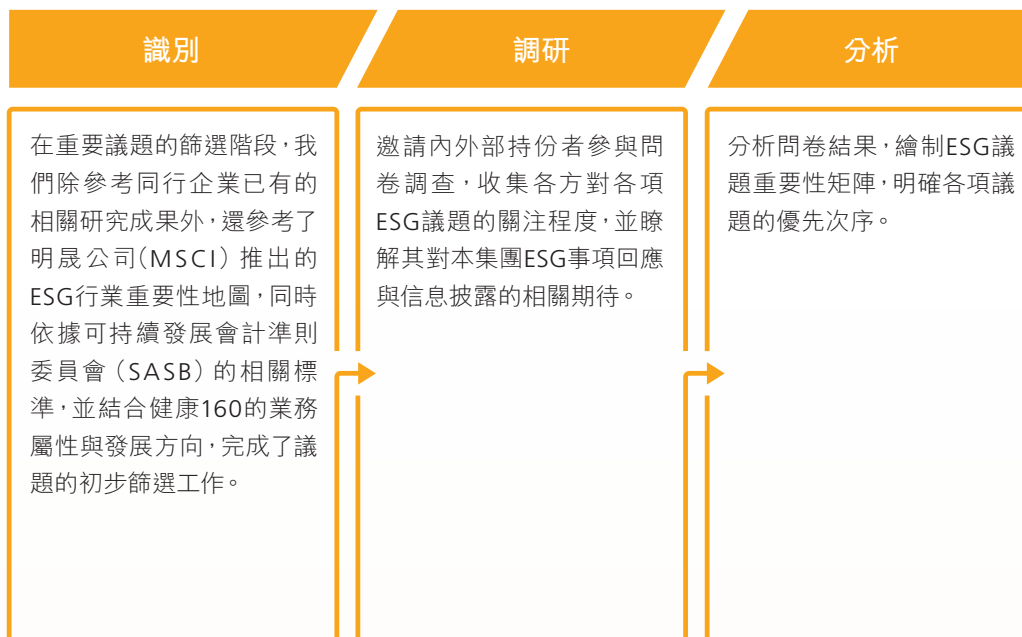 識別
在重要議題的篩選階段，我
們除參考同行企業已有的
相關研究成果外，還參考了
明晟公司(MSCI) 推出的
ESG行業重要性地圖，同時
依據可持續發展會計準則
委員會（SASB）的相關標
準，並結合健康160的業務
屬性與發展方向，完成了議
題的初步篩選工作。
調研
邀請內外部持份者參與問
卷調查，收集各方對各項
ESG議題的關注程度，並瞭
解其對本集團ESG事項回應
與信息披露的相關期待。
分析
分析問卷結果，繪制ESG議
題重要性矩陣，明確各項議
題的優先次序。